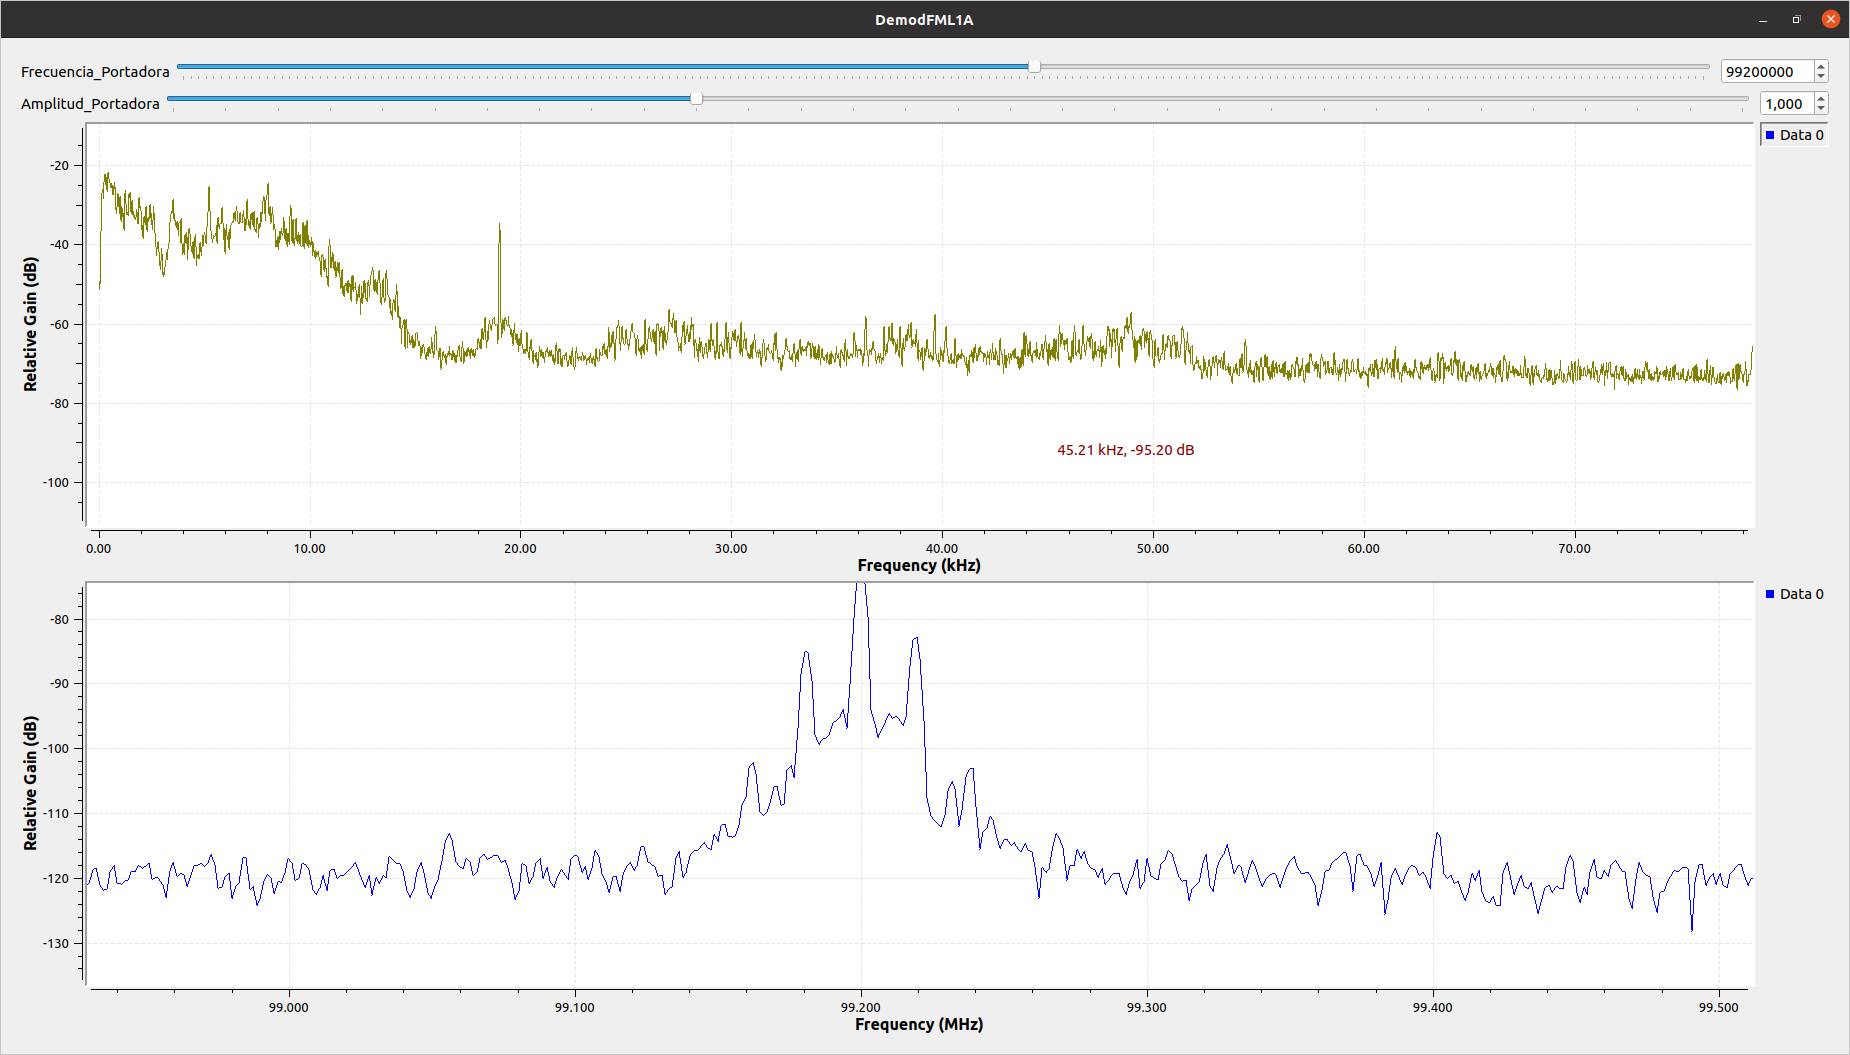 DemodFML1A
Frecuencia_Portadora
99200000
Amplitud_Portadora
1,000
Data 0
Relative Gain (dB)
-20
-40
-60
-80
-100
45.21 kHz, -95.20 dB
0.00 10.00 20.00 30.00 40.00 50.00 60.00 70.00
Frequency (kHz)
Data 0
Relative Gain (dB)
-80
-90
-100
-110
-120
-130
99.000 99.100 99.200 99.300 99.400 99.500
Frequency (MHz)